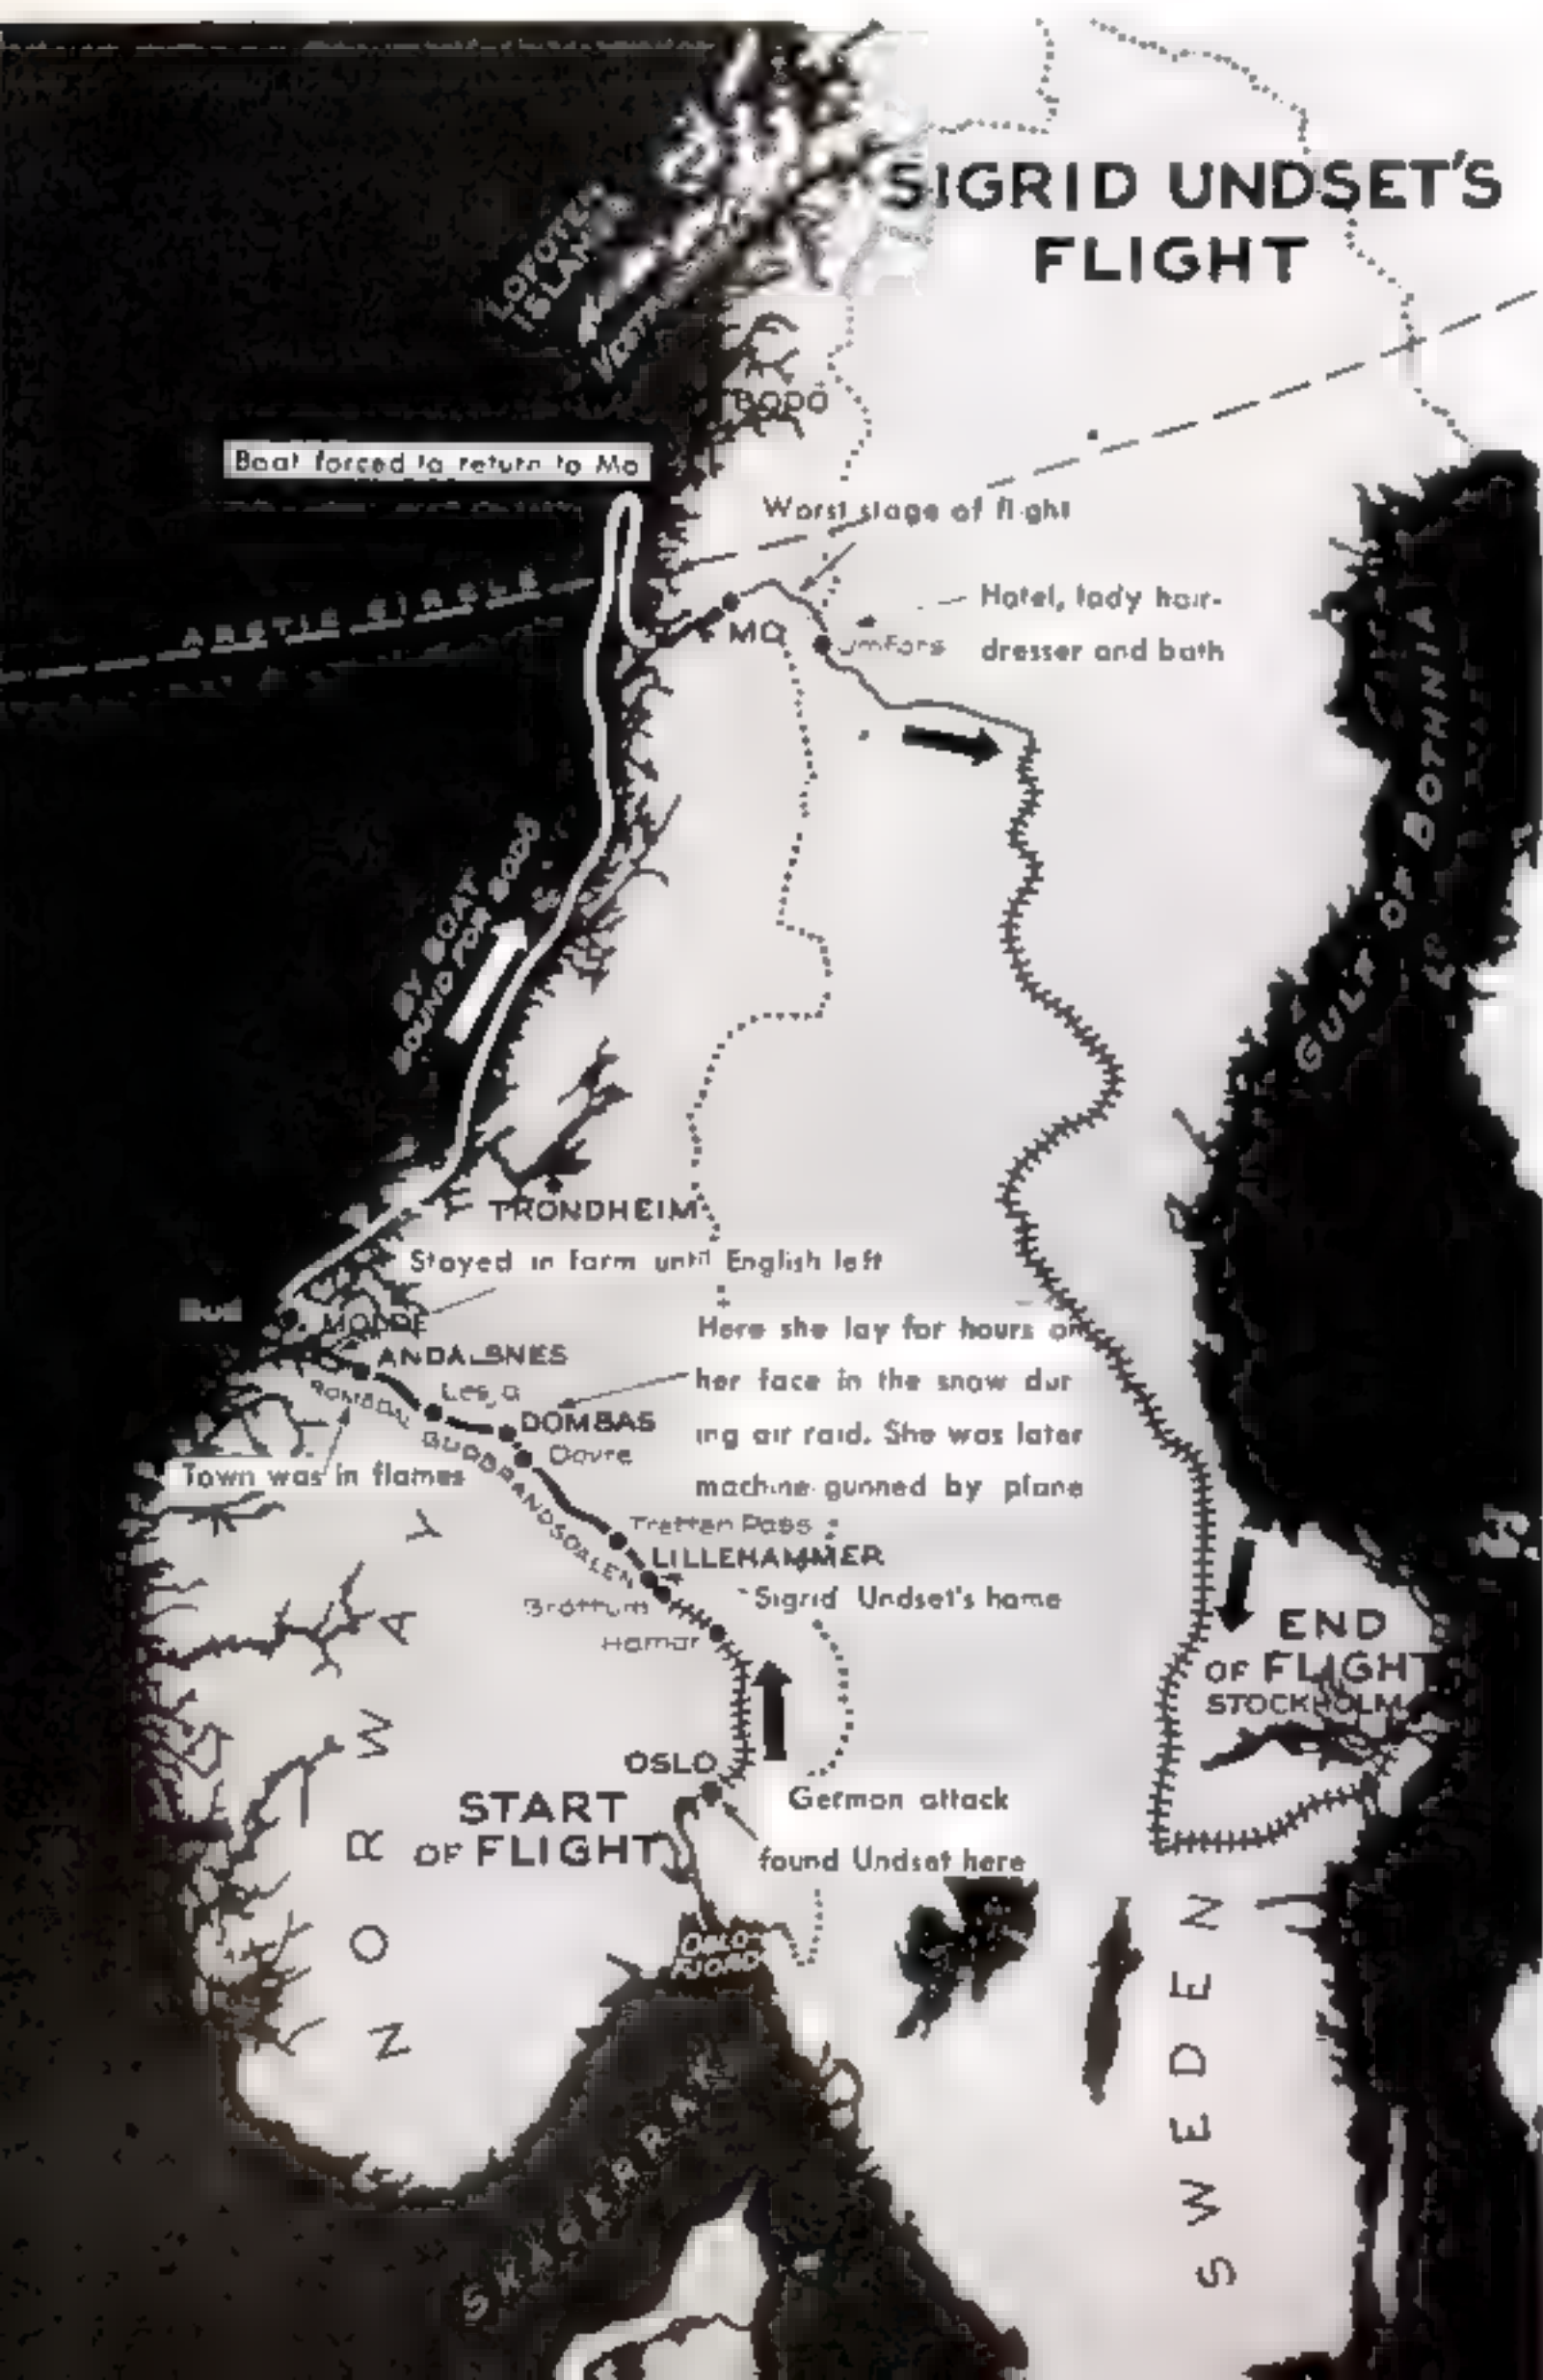 SIGRID UNDSET'S
FLIGHT
LOFOTEN
ISLAN
BODO
Boat forced to return to Mo
Worst stage of flight
ARCTIC CIRCLE
Hotel, lady hair-
dresser and bath
MO
Umfors
GULF OF BOTHNIA
BY BOAT
BOUND FOR BODO
TRONDHEIM
Stayed in farm until English left
Bud
MOLDE
ANDALSNES
Here she lay for hours on
her face in the snow dur
ing air raid. She was later
machine gunned by plane
Lesja
ROMSDAL
DOMBAS
Dovre
GUDBRANDSDALEN
Town was in flames
Tretten Pass
LILLEHAMMER
Sigrid Undset's home
Brottum
Hamar
END
OF FLIGHT
STOCKHOLM
OSLO
START
OF FLIGHT
German attack
found Undset here
OSLO
FJORD
NORWAY
SWEDEN
SKAGERRAK